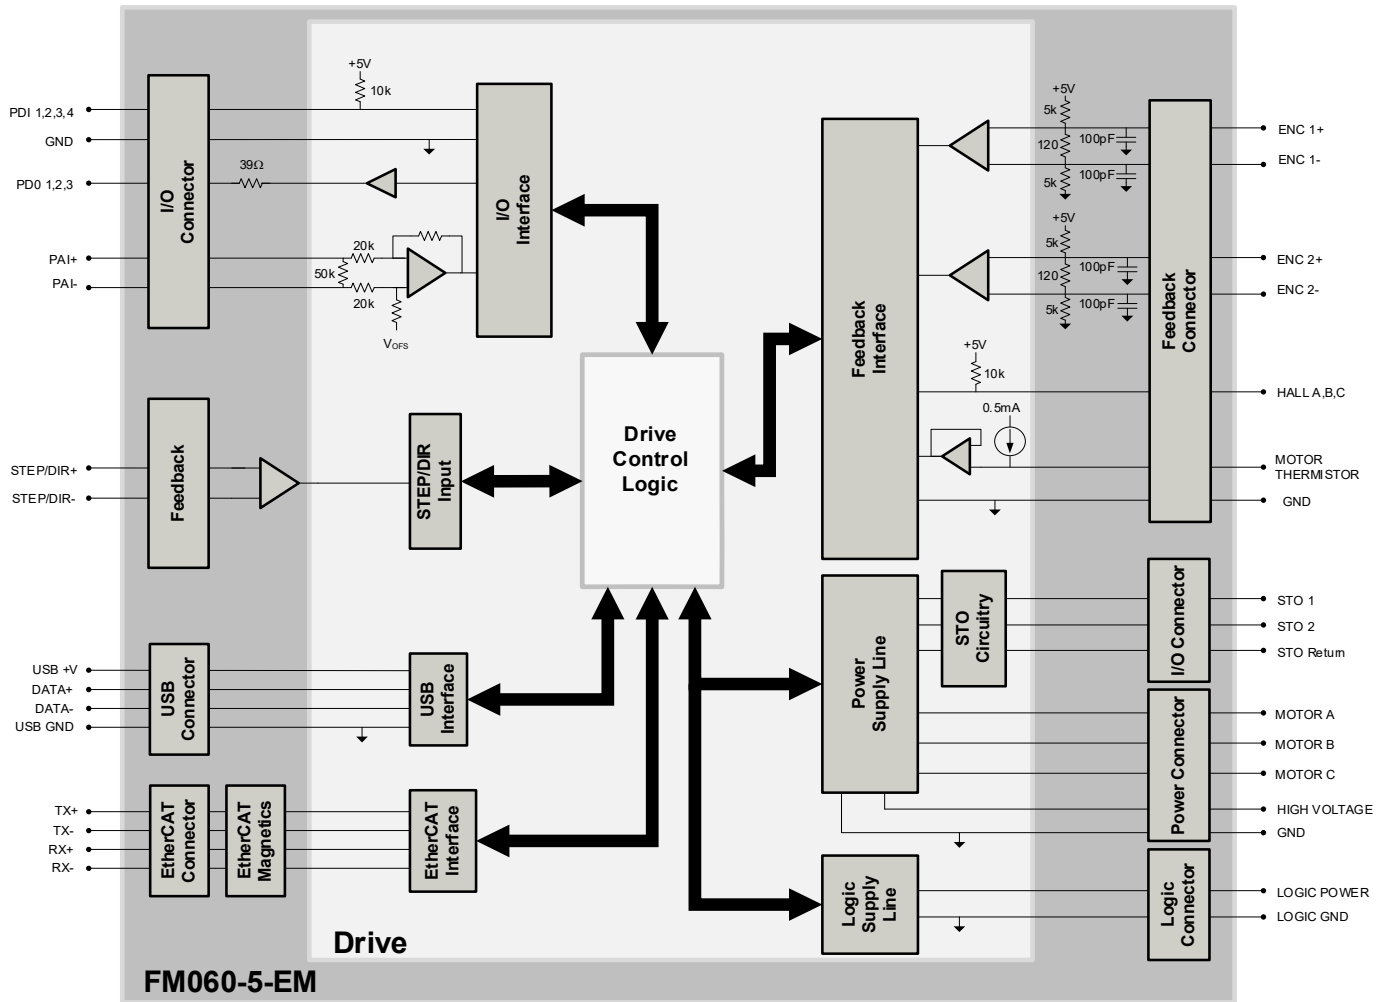 +5V
10k
PDI 1,2,3,4
GND
PD0 1,2,3
PAI+
PAI-
I/O
Connector
39Ω
20k
50k
20k
VOFS
I/O
Interface
STEP/DIR+
STEP/DIR-
Feedback
STEP/DIR
Input
Drive
Control
Logic
USB +V
DATA+
DATA-
USB GND
USB
Connector
USB
Interface
TX+
TX-
RX+
RX-
EtherCAT
Connector
EtherCAT
Magnetics
EtherCAT
Interface
Feedback
Interface
+5V
5k
120
5k
100pF
100pF
+5V
5k
120
5k
100pF
100pF
+5V
10k
0.5mA
Feedback
Connector
ENC 1+
ENC 1-
ENC 2+
ENC 2-
HALL A,B,C
MOTOR
THERMISTOR
GND
Power
Supply Line
STO
Circuitry
I/O Connector
STO 1
STO 2
STO Return
Power Connector
MOTOR A
MOTOR B
MOTOR C
HIGH VOLTAGE
GND
Logic
Supply
Line
Logic
Connector
LOGIC POWER
LOGIC GND
Drive
FM060-5-EM